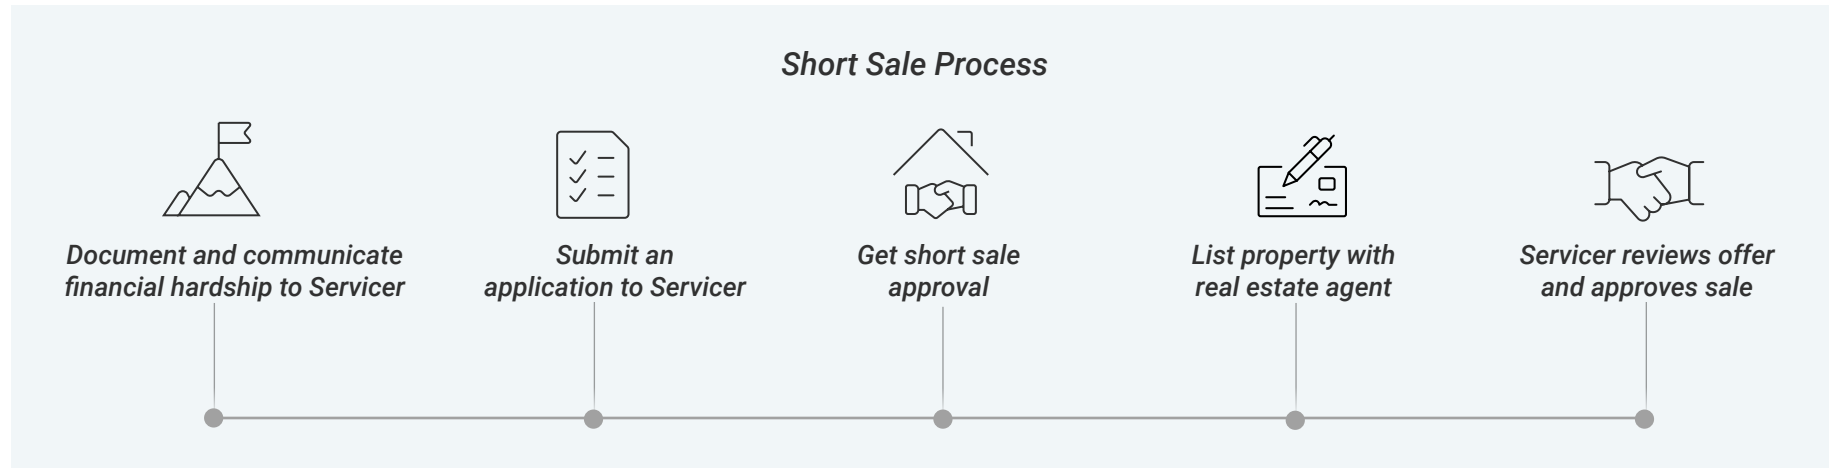 Short Sale Process
Document and communicate
financial hardship to Servicer
Submit an
application to Servicer
Get short sale
approval
List property with
real estate agent
Servicer reviews offer
and approves sale